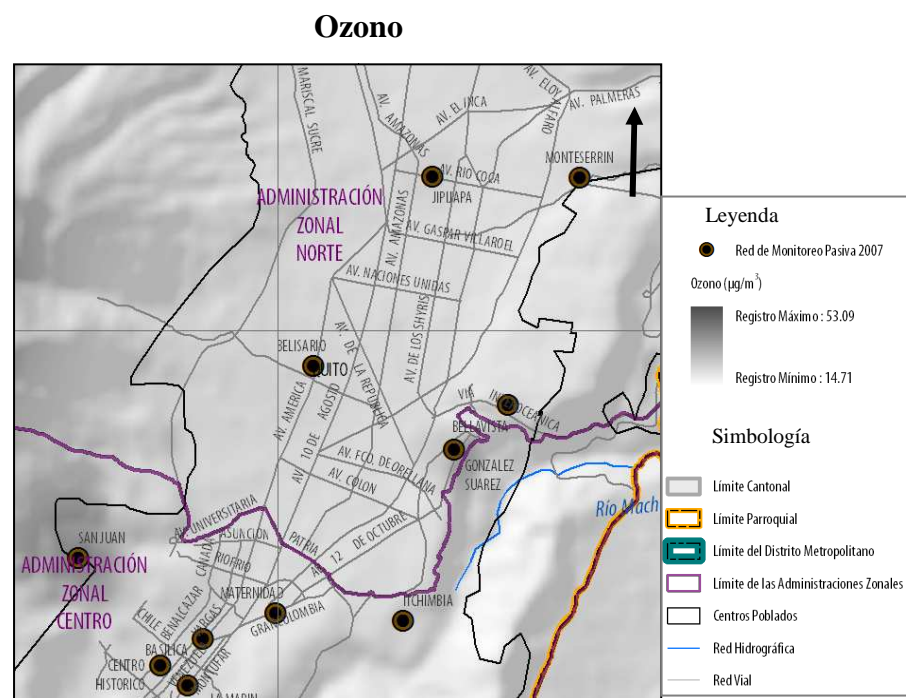 Ozono
MARISCAL SUCRE
AV. AMAZONAS
AV. EL INCA
AV. ELOY ALFARO
AV. PALMERAS
MONTESERRIN
AV. RIO COCA
JIPIJAPA
ADMINISTRACIÓN
ZONAL
NORTE
AV. AMAZONAS
AV. GASPAR VILLAROEL
AV. NACIONES UNIDAS
AV. DE LOS SHYRIS
AV. DE LA REPUBLICA
BELISARIO
QUITO
AV. AMERICA
AV. 10 DE AGOSTO
VIA INTEROCEANICA
BELLAVISTA
GONZALEZ
SUAREZ
AV. FCO. DE ORELLANA
AV. COLON
AV. UNIVERSITARIA
AV. 12 DE OCTUBRE
Río Mach
SAN JUAN
ASUNCION
PATRIA
CANADA
RIOFRIO
ADMINISTRACIÓN
ZONAL
CENTRO
MATERNIDAD
GRAN COLOMBIA
ITCHIMBIA
CHILE
BENALCAZAR
VARGAS
BASILICA
VENEZUELA
MONTUFAR
CENTRO
HISTORICO
LA MARIN
Leyenda
Red de Monitoreo Pasiva 2007
Ozono (µg/m³)
Registro Máximo : 53.09
Registro Mínimo : 14.71
Simbología
Límite Cantonal
Límite Parroquial
Límite del Distrito Metropolitano
Límite de las Administraciones Zonales
Centros Poblados
Red Hidrográfica
Red Vial